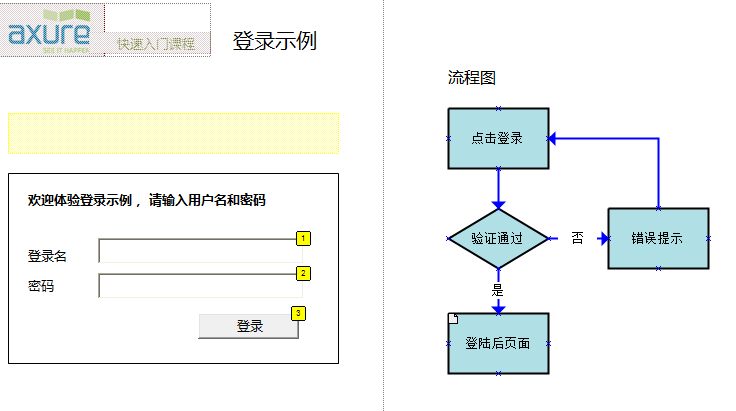 axure
SEE IT HAPPEN.
快速入门课程
登录示例
欢迎体验登录示例，请输入用户名和密码
1
登录名
2
密码
3
登录
流程图
点击登录
验证通过
否
错误提示
是
登陆后页面